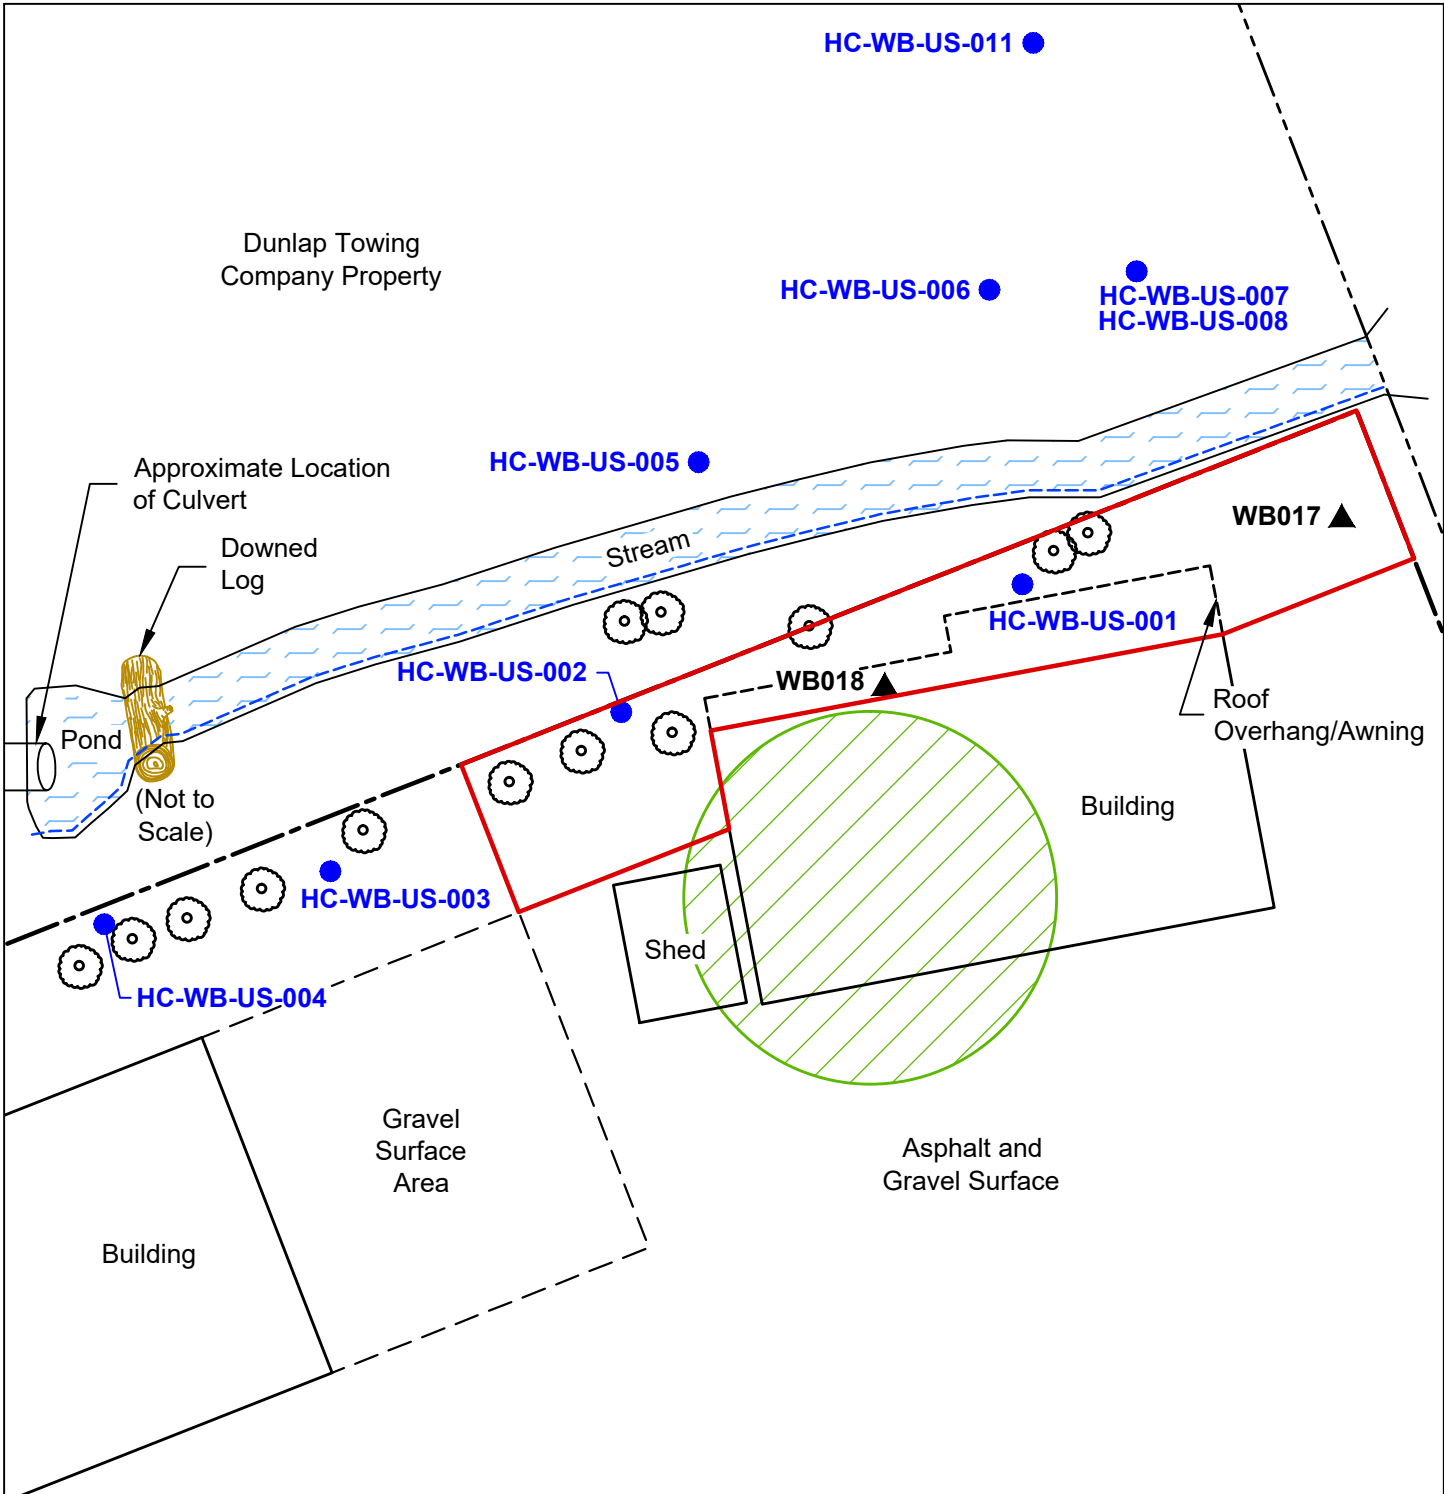 HC-WB-US-011
Dunlap Towing
Company Property
HC-WB-US-006
HC-WB-US-007
HC-WB-US-008
HC-WB-US-005
Approximate Location
of Culvert
Downed
Log
Stream
WB017
HC-WB-US-001
HC-WB-US-002
WB018
Roof
Overhang/Awning
Pond
(Not to
Scale)
Building
HC-WB-US-003
Shed
HC-WB-US-004
Gravel
Surface
Area
Asphalt and
Gravel Surface
Building